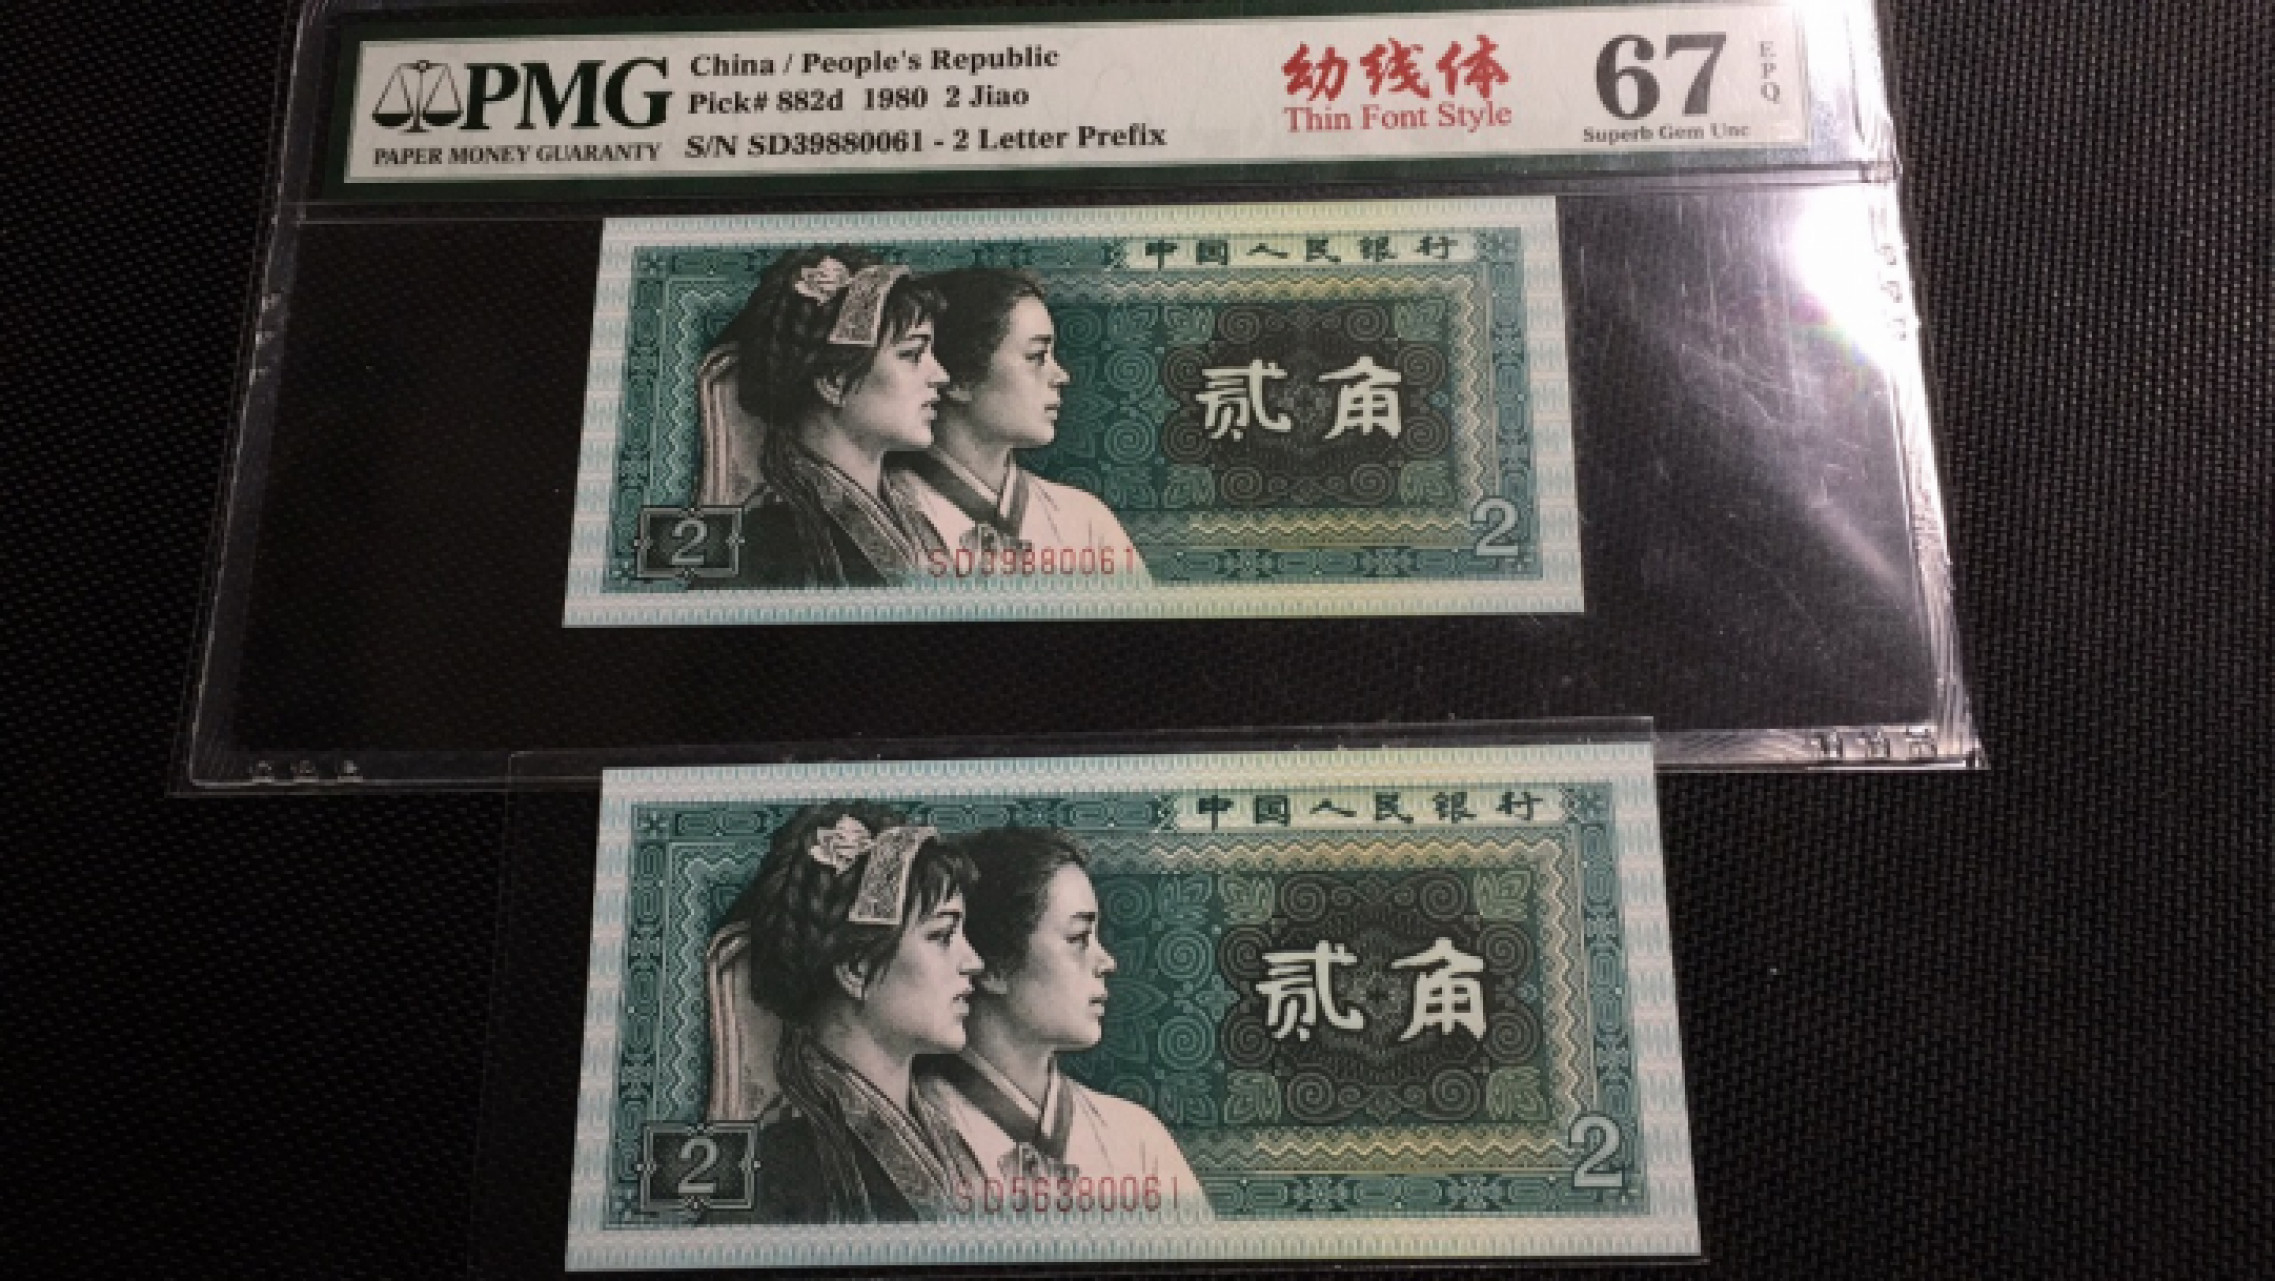 PMG
PAPER MONEY GUARANTY
China / People's Republic
Pick# 882d 1980 2 Jiao
S/N SD39880061 - 2 Letter Prefix
幼线体
Thin Font Style
67
EPQ
Superb Gem Unc
中国人民银行
贰角
2
2
SD39880061
中国人民银行
贰角
2
2
SD56380061